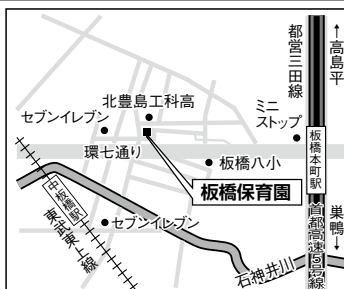 都営三田線
↑高島平
北豊島工科高
セブンイレブン
ミニ
ストップ
環七通り
板橋八小
板橋本町駅
板橋保育園
中板橋駅
東武東上線
セブンイレブン
石神井川
首都高速5号線
巣鴨↓